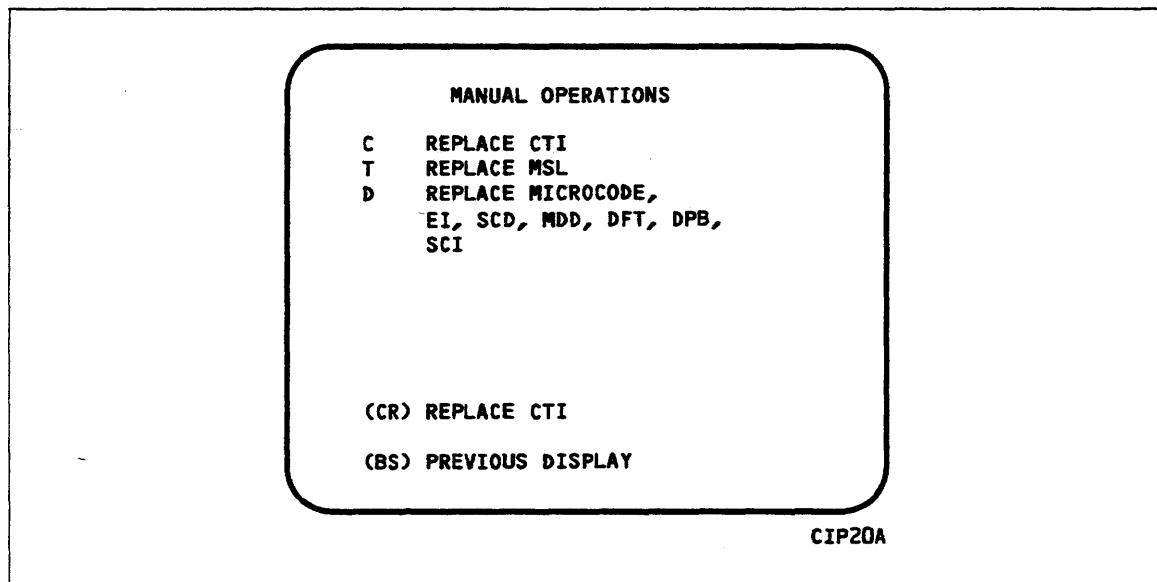 MANUAL OPERATIONS
C REPLACE CTI
T REPLACE MSL
D REPLACE MICROCODE,
EI, SCD, MDD, DFT, DPB,
SCI
(CR) REPLACE CTI
(BS) PREVIOUS DISPLAY
CIP20A